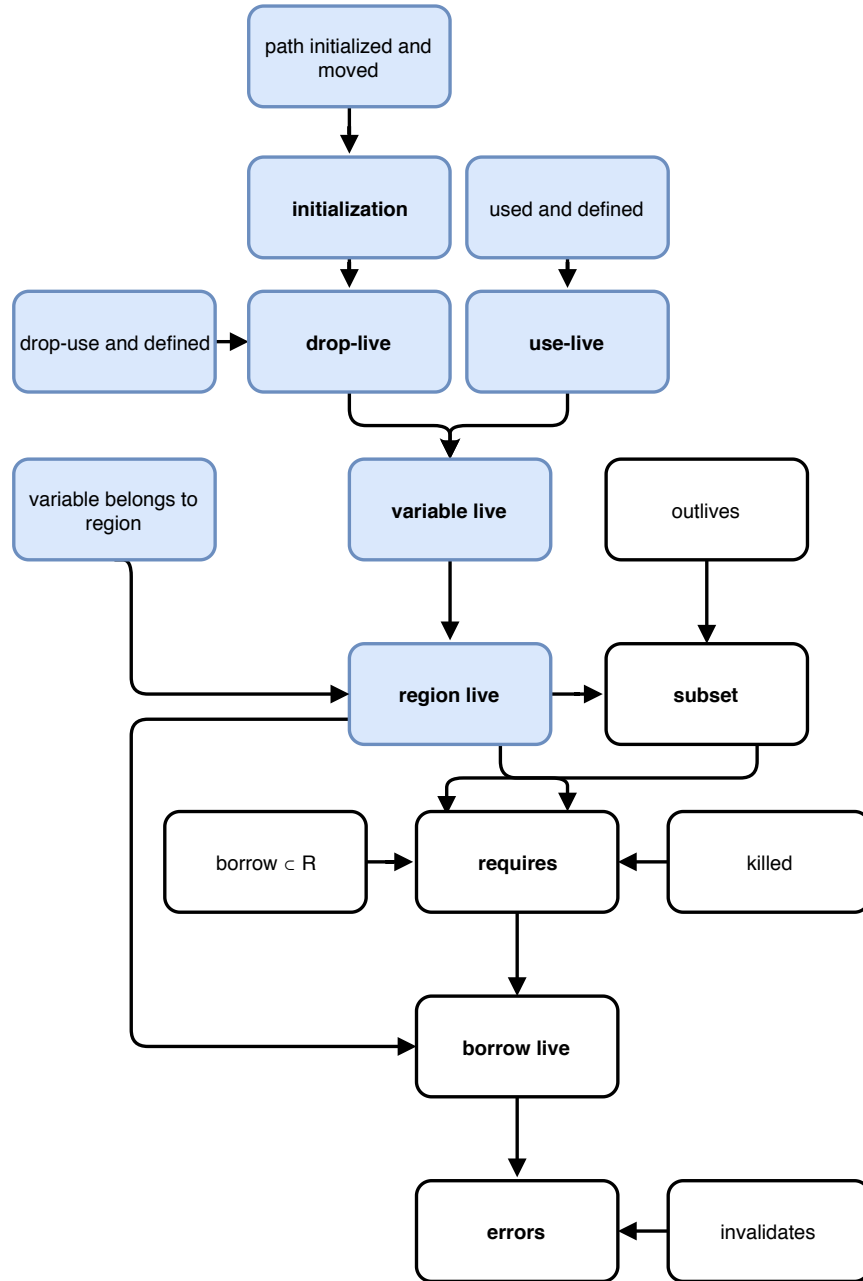 path initialized and
moved
initialization
used and defined
drop-use and defined
drop-live
use-live
variable belongs to
region
variable live
outlives
region live
subset
borrow ⊂ R
requires
killed
borrow live
errors
invalidates